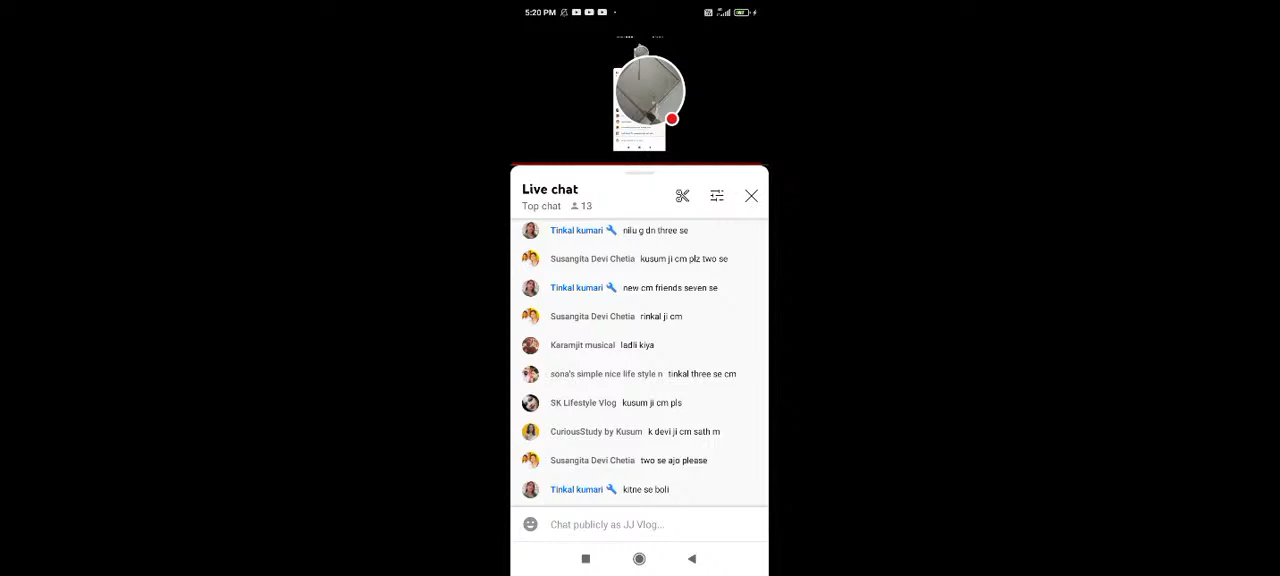 5:20 PM
Live chat
Top chat 13
Tinkal kumari nilu g dn three se
Susangita Devi Chetia kusum ji cm plz two se
Tinkal kumari new cm friends seven se
Susangita Devi Chetia rinkal ji cm
Karamjit musical ladli kiya
sona's simple nice life style n tinkal three se cm
SK Lifestyle Vlog kusum ji cm pls
CuriousStudy by Kusum k devi ji cm sath m
Susangita Devi Chetia two se ajo please
Tinkal kumari kitne se boli
Chat publicly as JJ Vlog...